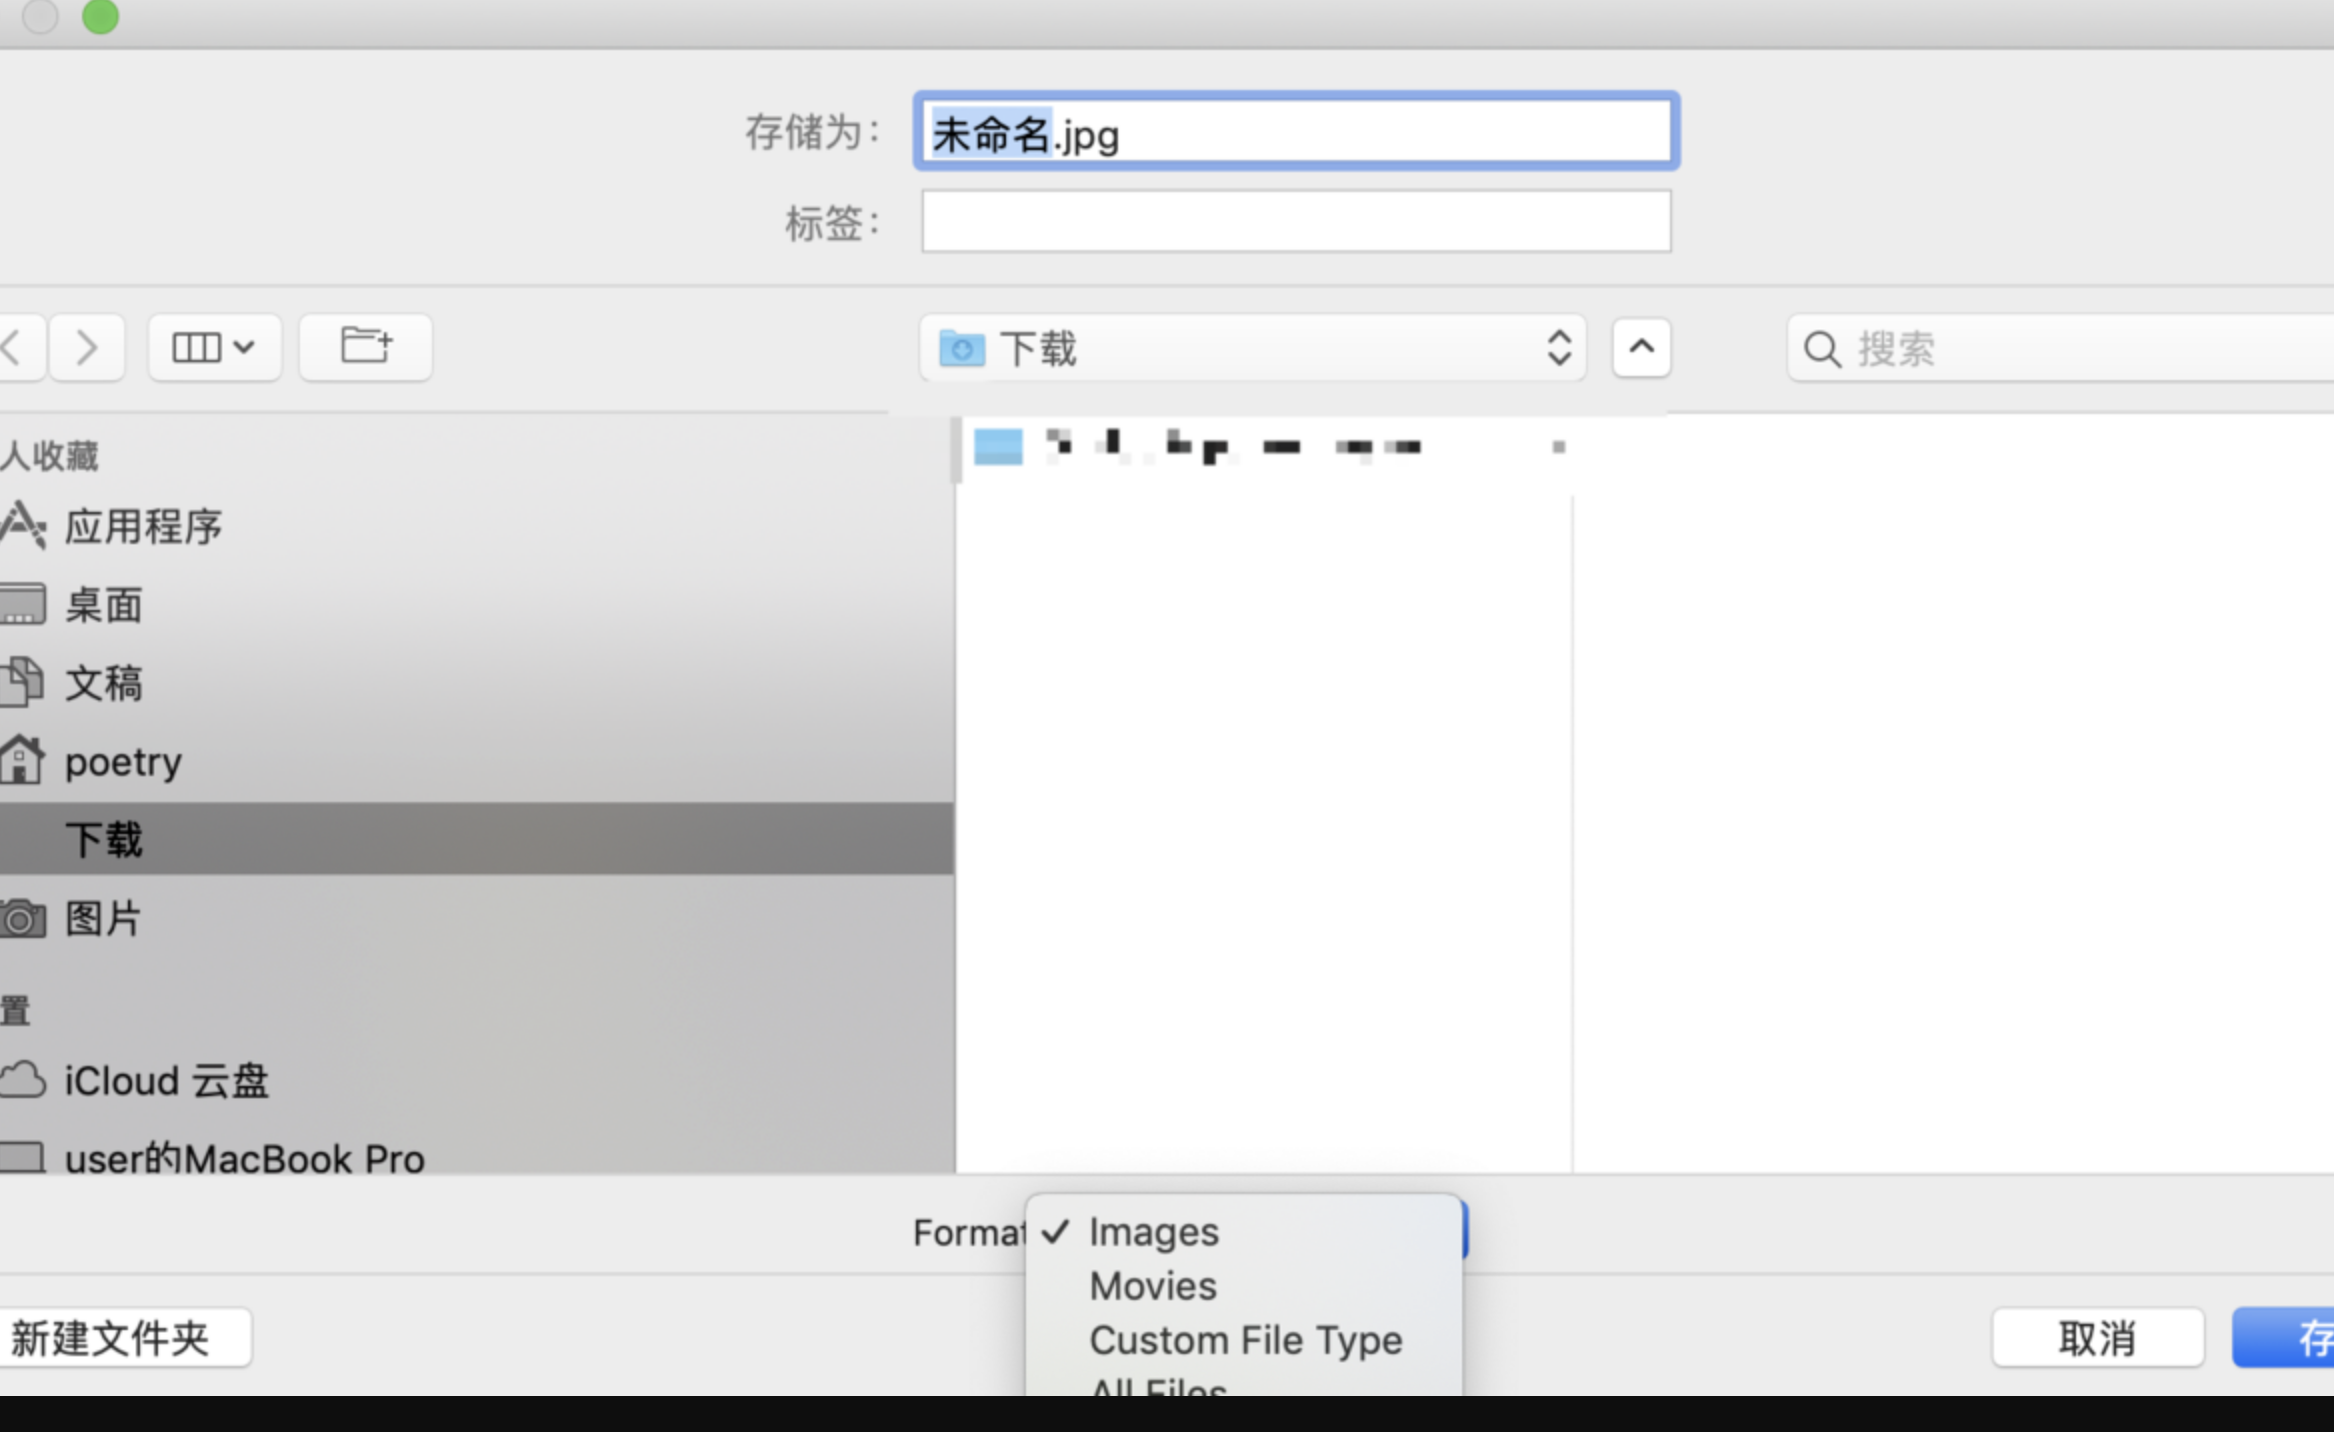 存储为：
未命名.jpg
标签：
下载
搜索
人收藏
应用程序
桌面
文稿
poetry
下载
图片
置
iCloud 云盘
user的MacBook Pro
Format
Images
Movies
Custom File Type
All Files
新建文件夹
取消
存